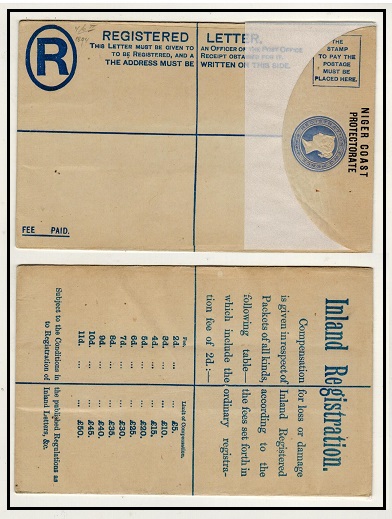 REGISTERED LETTER.
THIS LETTER MUST BE GIVEN TO AN OFFICER OF THE POST OFFICE
TO BE REGISTERED, AND A RECEIPT OBTAINED FOR IT.
THE ADDRESS MUST BE WRITTEN ON THIS SIDE.
R
THE
STAMP
TO PAY THE
POSTAGE
MUST BE
PLACED HERE.
NIGER COAST
PROTECTORATE
FEE PAID.
Inland Registration.
Compensation for loss or damage
is given in respect of Inland Registered
Packets of all kinds, according to the
following table—the fees set forth in
which include the ordinary registra-
tion fee of 2d.:—
Fee. Limit of Compensation.
2d. ... ... £5.
3d. ... ... £10.
4d. ... ... £15.
5d. ... ... £20.
6d. ... ... £25.
7d. ... ... £30.
8d. ... ... £35.
9d. ... ... £40.
10d. ... ... £45.
11d. ... ... £50.
Subject to the Conditions in the published Regulations as
to Registration of Inland Letters, &c.